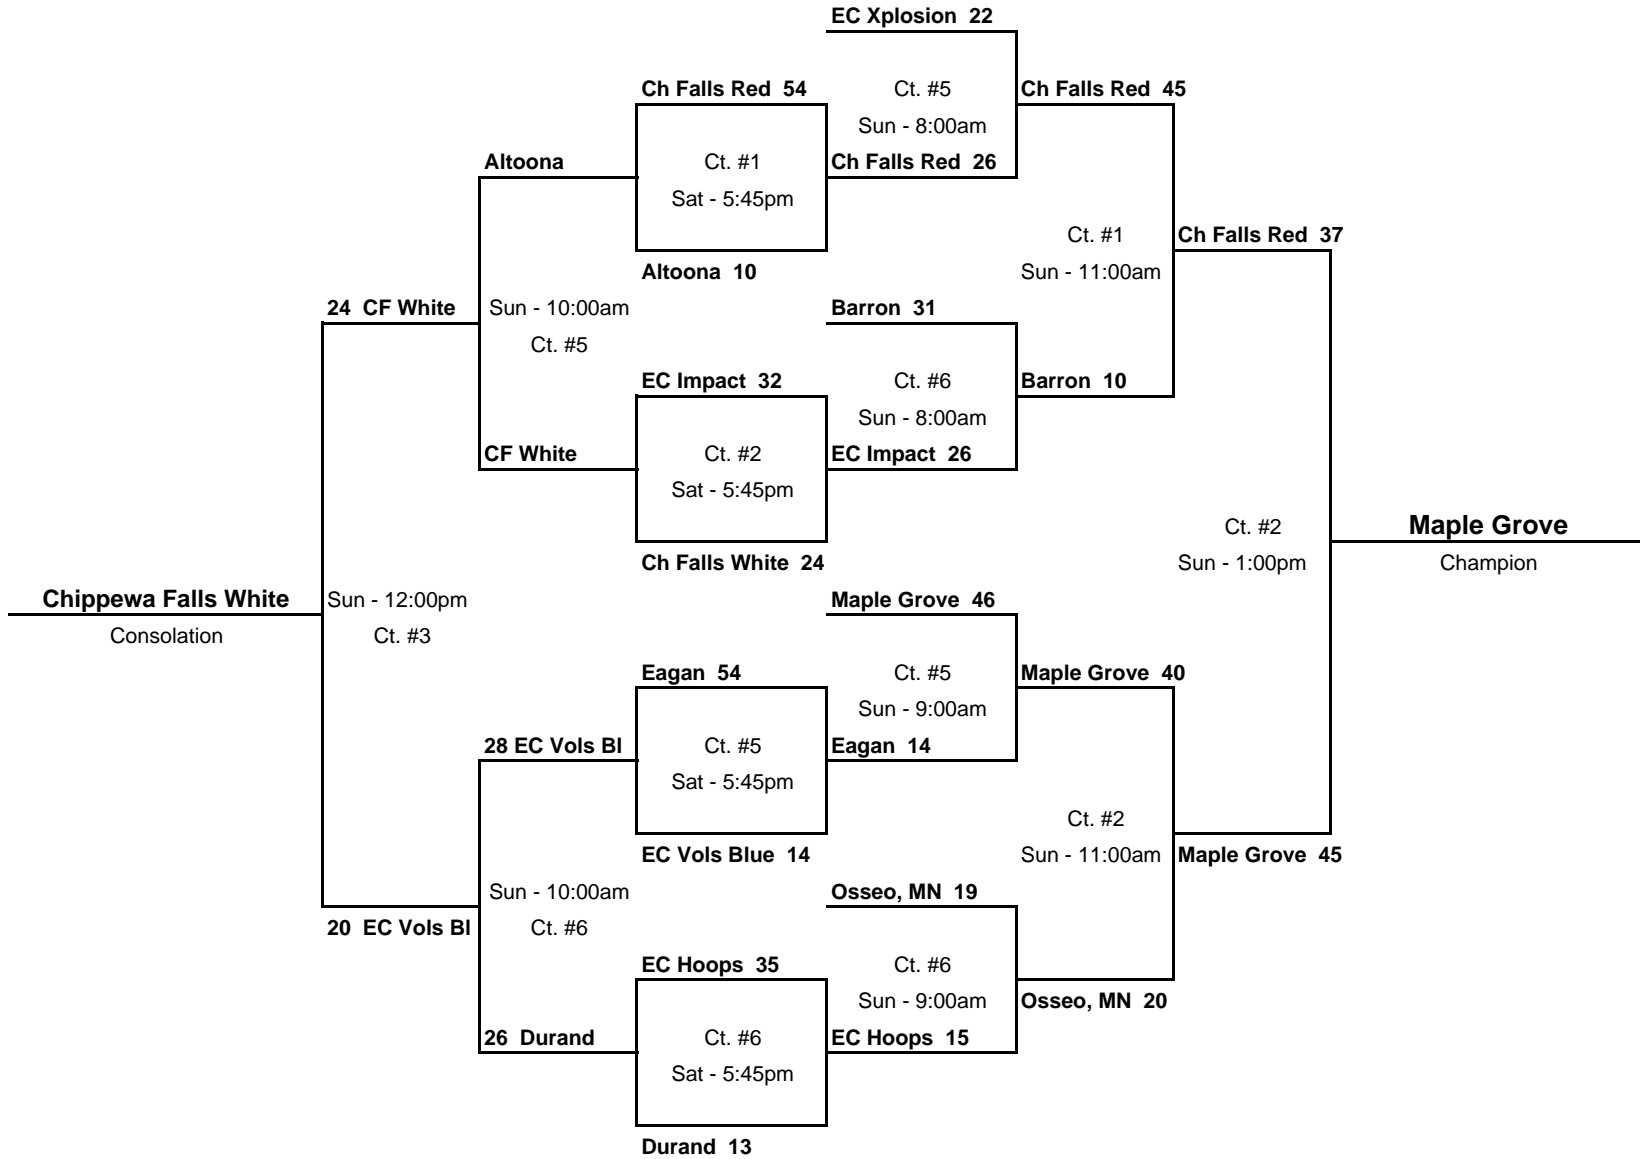 EC Xplosion 22
Ch Falls Red 54
Ct. #5
Ch Falls Red 45
Sun - 8:00am
Altoona
Ct. #1
Ch Falls Red 26
Sat - 5:45pm
Ct. #1
Ch Falls Red 37
Altoona 10
Sun - 11:00am
24 CF White
Sun - 10:00am
Barron 31
Ct. #5
EC Impact 32
Ct. #6
Barron 10
Sun - 8:00am
CF White
Ct. #2
EC Impact 26
Sat - 5:45pm
Ct. #2
Maple Grove
Ch Falls White 24
Sun - 1:00pm
Champion
Chippewa Falls White
Sun - 12:00pm
Maple Grove 46
Consolation
Ct. #3
Eagan 54
Ct. #5
Maple Grove 40
Sun - 9:00am
28 EC Vols Bl
Ct. #5
Eagan 14
Sat - 5:45pm
Ct. #2
EC Vols Blue 14
Sun - 11:00am
Maple Grove 45
Sun - 10:00am
Osseo, MN 19
20 EC Vols Bl
Ct. #6
EC Hoops 35
Ct. #6
Sun - 9:00am
Osseo, MN 20
26 Durand
Ct. #6
EC Hoops 15
Sat - 5:45pm
Durand 13